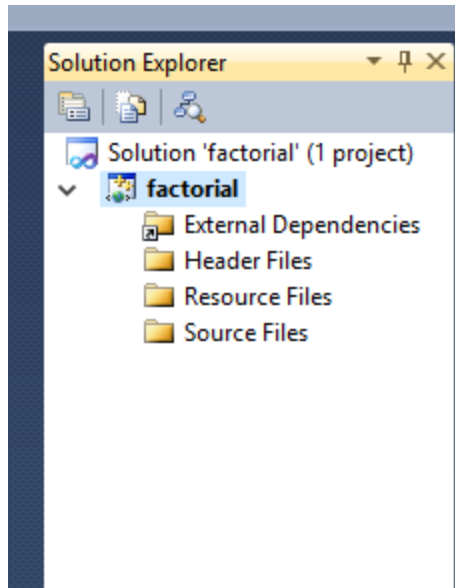 Solution Explorer
Solution 'factorial' (1 project)
factorial
External Dependencies
Header Files
Resource Files
Source Files